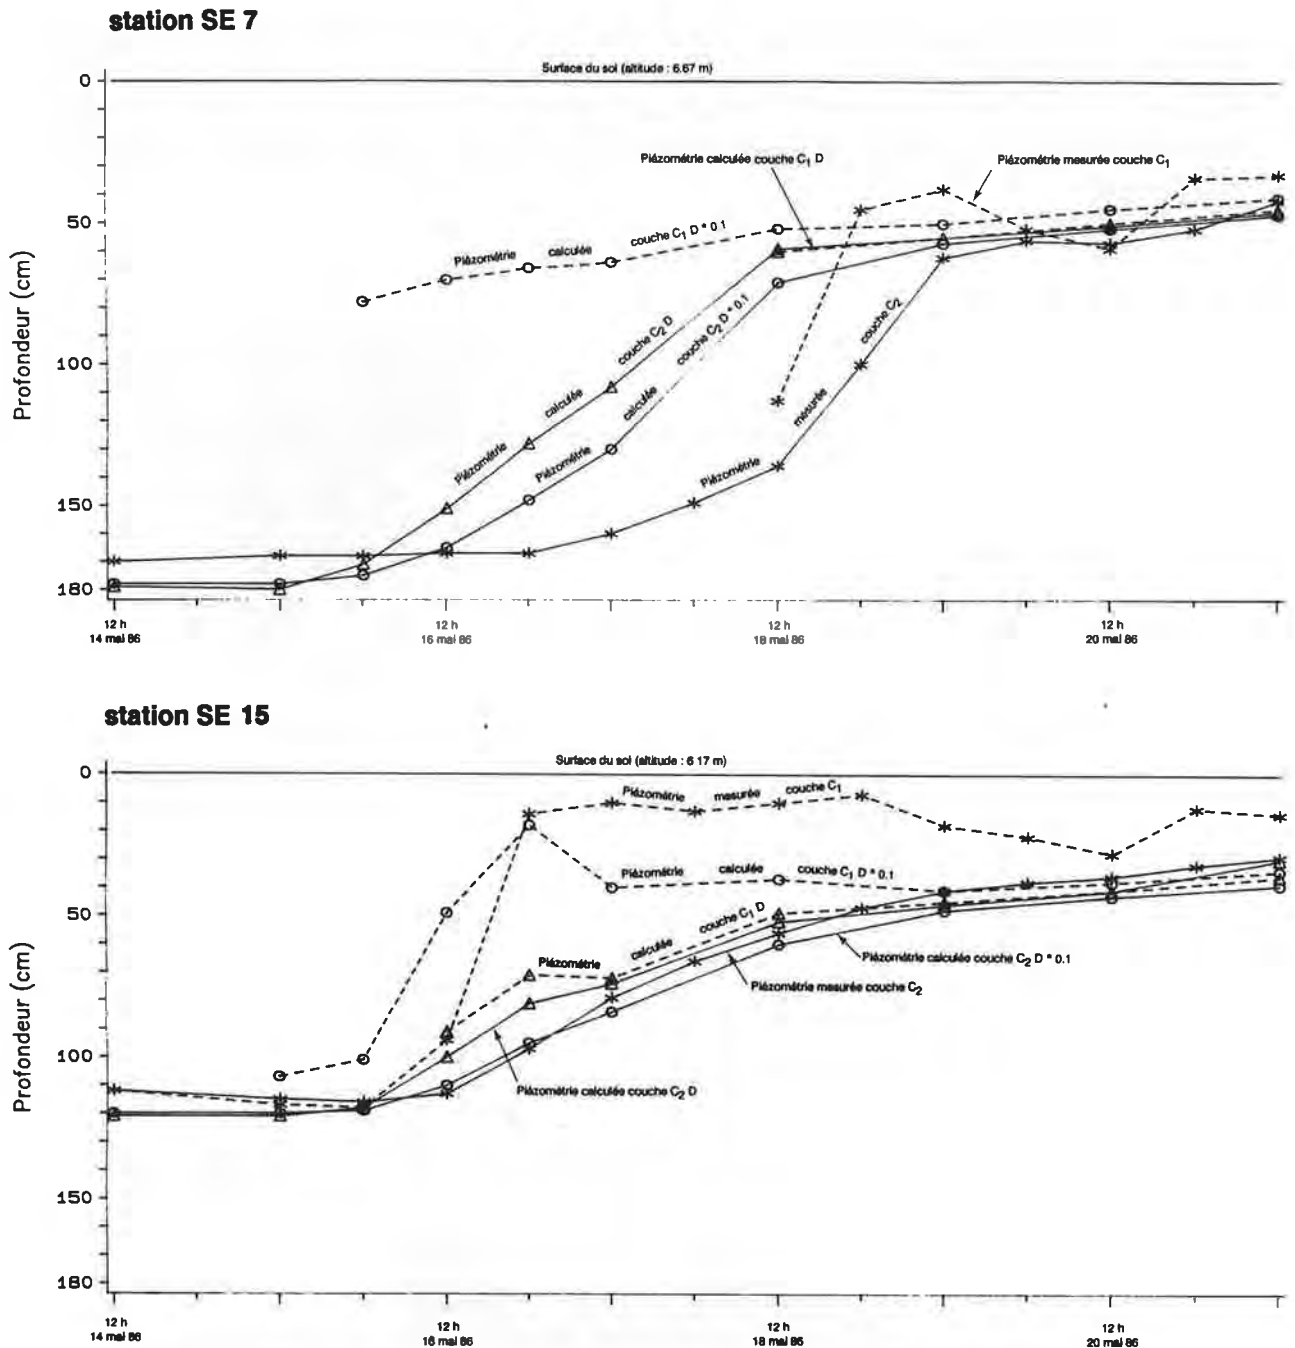 station SE 7
Surface du sol (altitude : 6.67 m)
0
50
100
150
180
Profondeur (cm)
Piézométrie calculée couche C1 D
Piézométrie mesurée couche C1
Piézométrie calculée couche C1 D * 0.1
Piézométrie calculée couche C2 D
Piézométrie calculée couche C2 D * 0.1
Piézométrie mesurée couche C2
12 h
14 mai 86
12 h
16 mai 86
12 h
18 mai 86
12 h
20 mai 86
station SE 15
Surface du sol (altitude : 6 17 m)
0
50
100
150
180
Profondeur (cm)
Piézométrie mesurée couche C1
Piézométrie calculée couche C1 D * 0.1
Piézométrie calculée couche C1 D
Piézométrie calculée couche C2 D * 0.1
Piézométrie mesurée couche C2
Piézométrie calculée couche C2 D
12 h
14 mai 86
12 h
16 mai 86
12 h
18 mai 86
12 h
20 mai 86